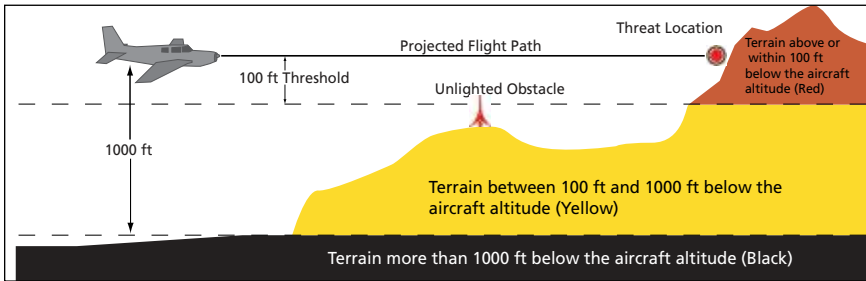 Threat Location
Projected Flight Path
Terrain above or
within 100 ft
below the aircraft
altitude (Red)
100 ft Threshold
Unlighted Obstacle
1000 ft
Terrain between 100 ft and 1000 ft below the
aircraft altitude (Yellow)
Terrain more than 1000 ft below the aircraft altitude (Black)